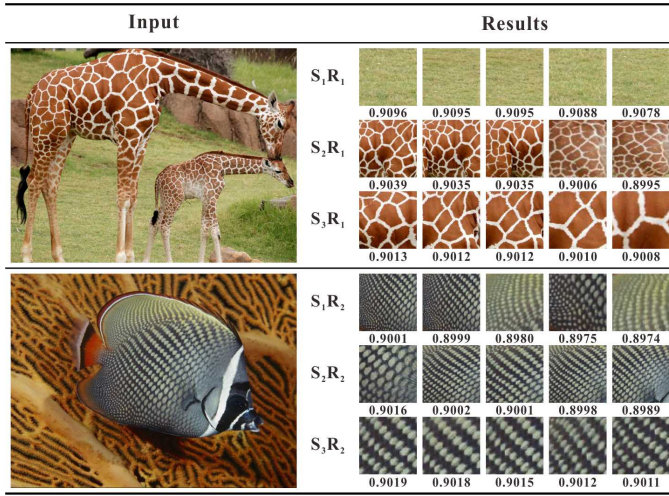 Input Results
S₁R₁
0.9096 0.9095 0.9095 0.9088 0.9078
S₂R₁
0.9039 0.9035 0.9035 0.9006 0.8995
S₃R₁
0.9013 0.9012 0.9012 0.9010 0.9008
S₁R₂
0.9001 0.8999 0.8980 0.8975 0.8974
S₂R₂
0.9016 0.9002 0.9001 0.8998 0.8989
S₃R₂
0.9019 0.9018 0.9015 0.9012 0.9011